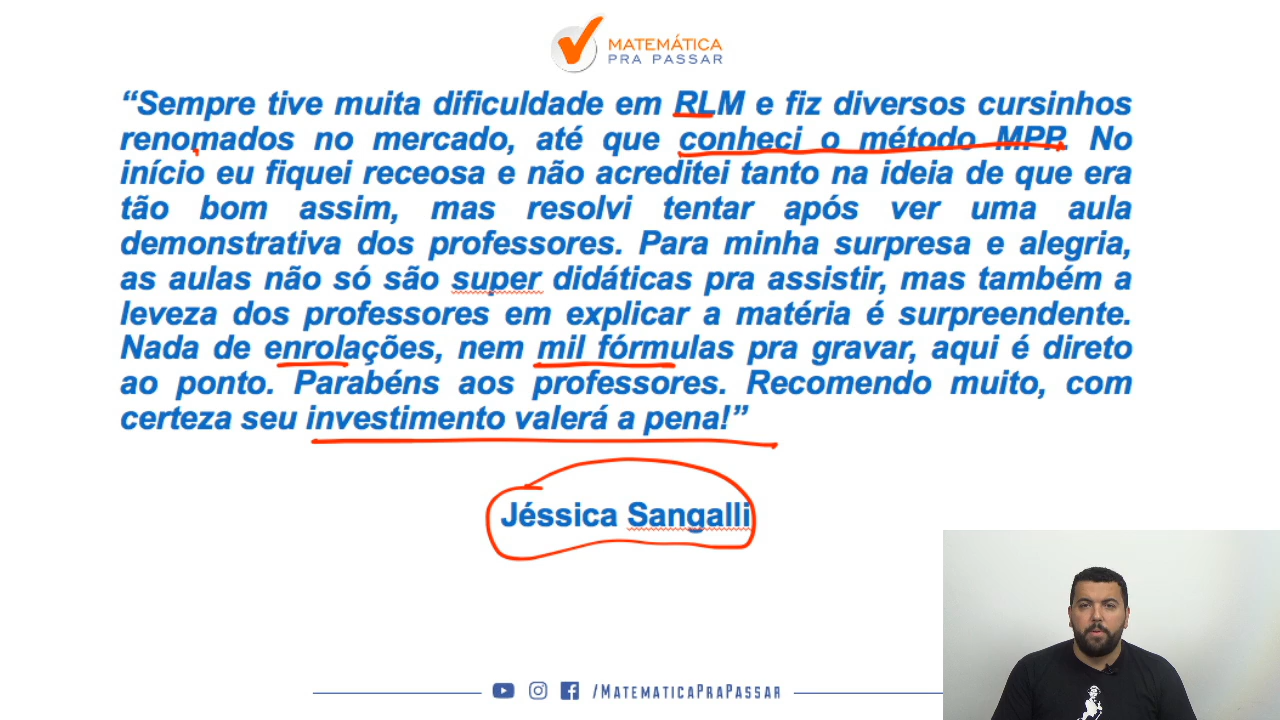 MATEMÁTICA
PRA PASSAR
“Sempre tive muita dificuldade em RLM e fiz diversos cursinhos
renomados no mercado, até que conheci o método MPP. No
início eu fiquei receosa e não acreditei tanto na ideia de que era
tão bom assim, mas resolvi tentar após ver uma aula
demonstrativa dos professores. Para minha surpresa e alegria,
as aulas não só são super didáticas pra assistir, mas também a
leveza dos professores em explicar a matéria é surpreendente.
Nada de enrolações, nem mil fórmulas pra gravar, aqui é direto
ao ponto. Parabéns aos professores. Recomendo muito, com
certeza seu investimento valerá a pena!”
Jéssica Sangalli
/MATEMATICAPRAPASSAR